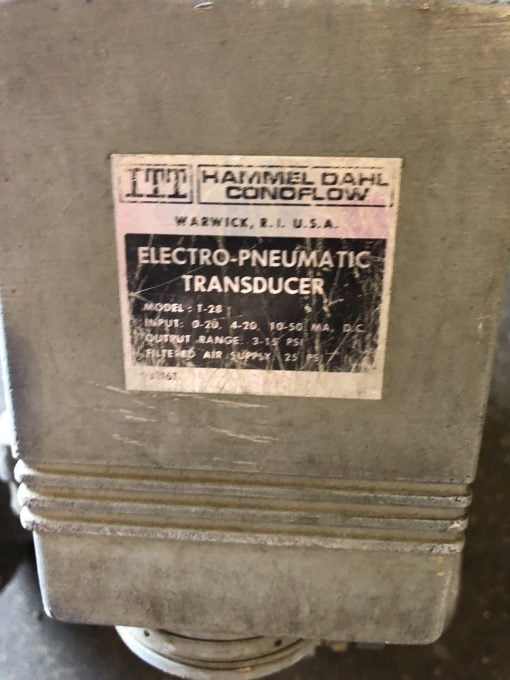 ITT HAMMEL DAHL
CONOFLOW
WARWICK, R.I. U.S.A.
ELECTRO-PNEUMATIC
TRANSDUCER
MODEL: T-28
INPUT: 0-20, 4-20, 10-50 MA, D.C.
OUTPUT RANGE: 3-15 PSI
FILTERED AIR SUPPLY, 25 PSI